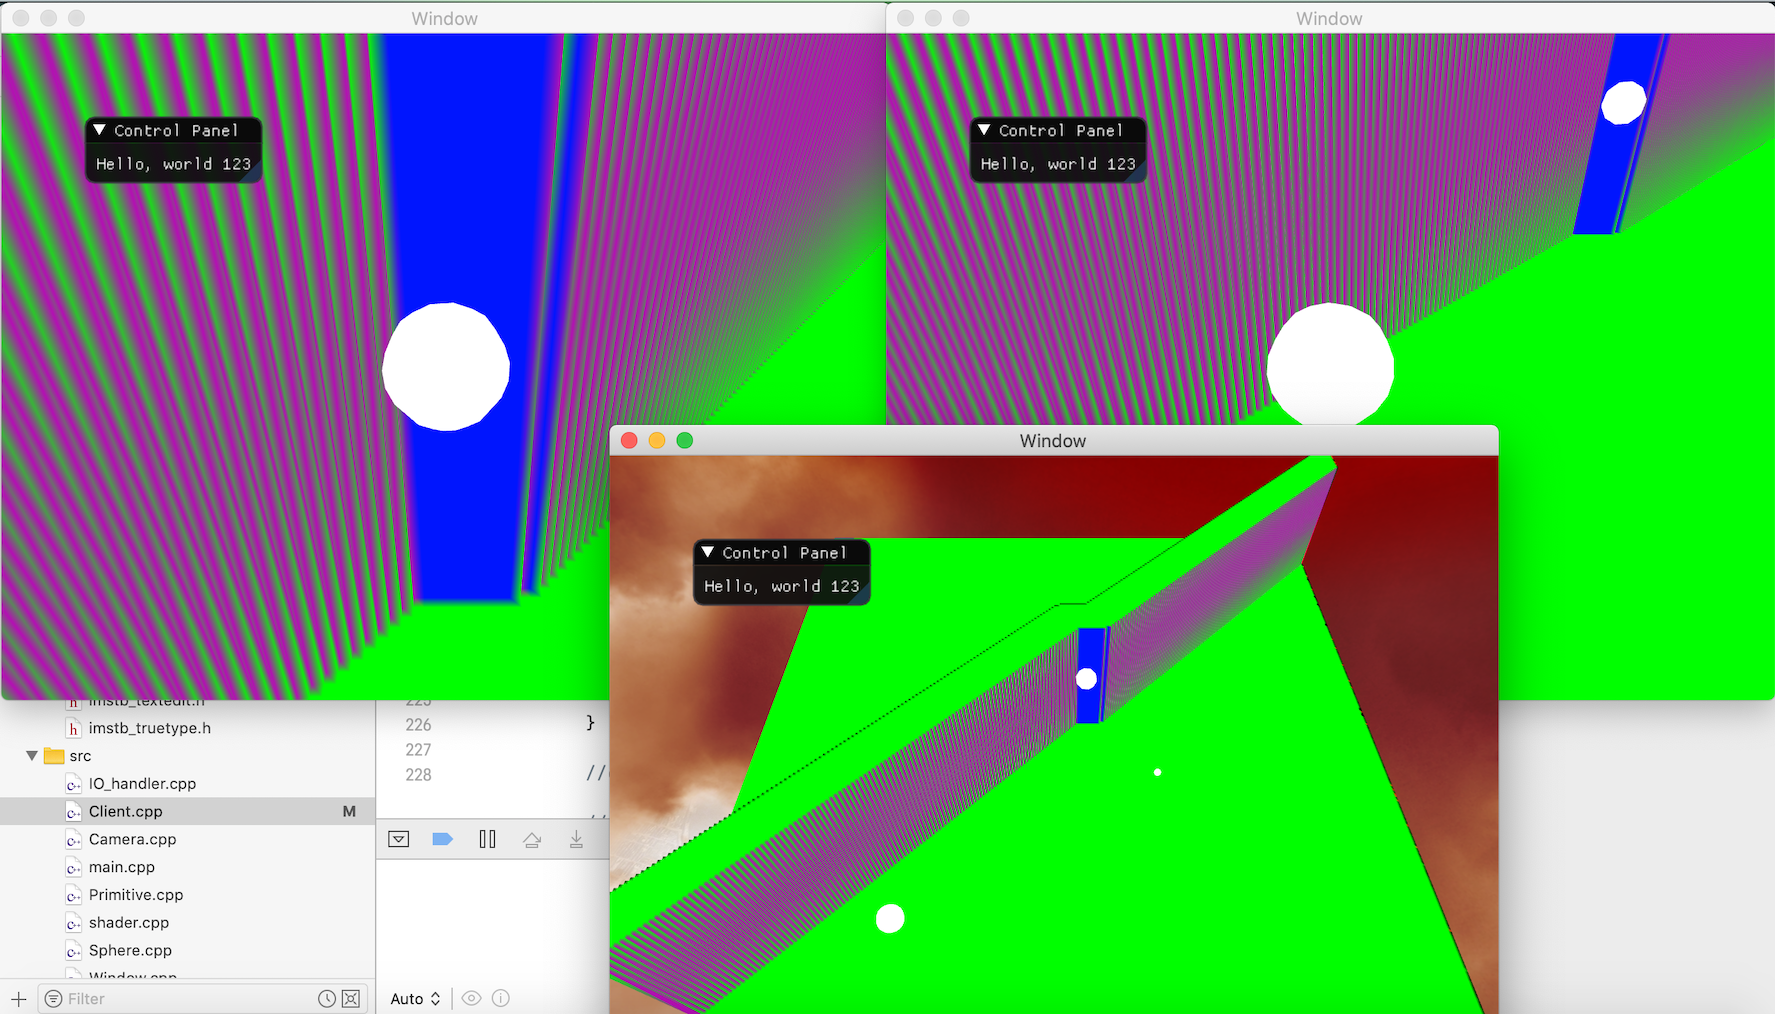 Window
Window
Control Panel
Hello, world 123
Control Panel
Hello, world 123
Window
Control Panel
Hello, world 123
imstb_textedit.h
imstb_truetype.h
src
IO_handler.cpp
Client.cpp M
Camera.cpp
main.cpp
Primitive.cpp
shader.cpp
Sphere.cpp
Window.cpp
Filter
225
226 }
227
228 //
Auto